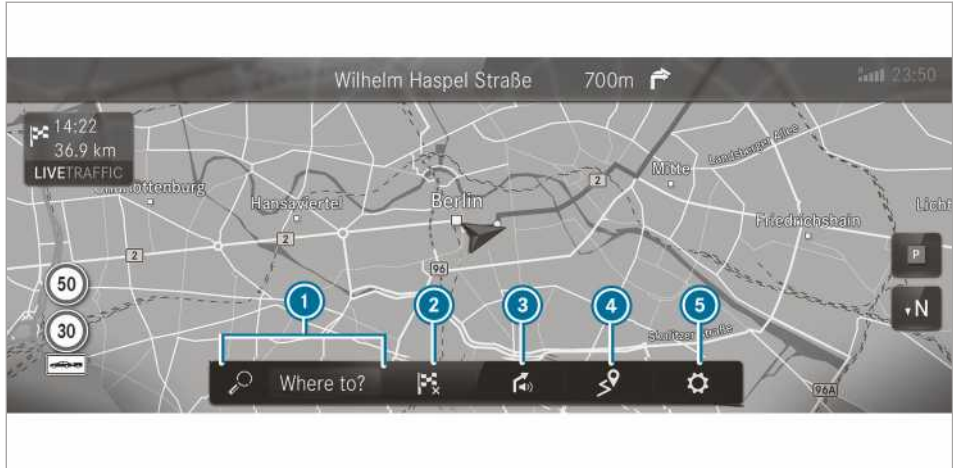 Wilhelm Haspel Straße 700m
23:50
14:22
36.9 km
LIVETRAFFIC
Landsberger Allee
Mitte
2
Charlottenburg
Hansaviertel
Berlin
Friedrichshain
Licht
2
2
96
P
N
50
30
1
2
3
4
5
Skalitzer Straße
Where to?
96A